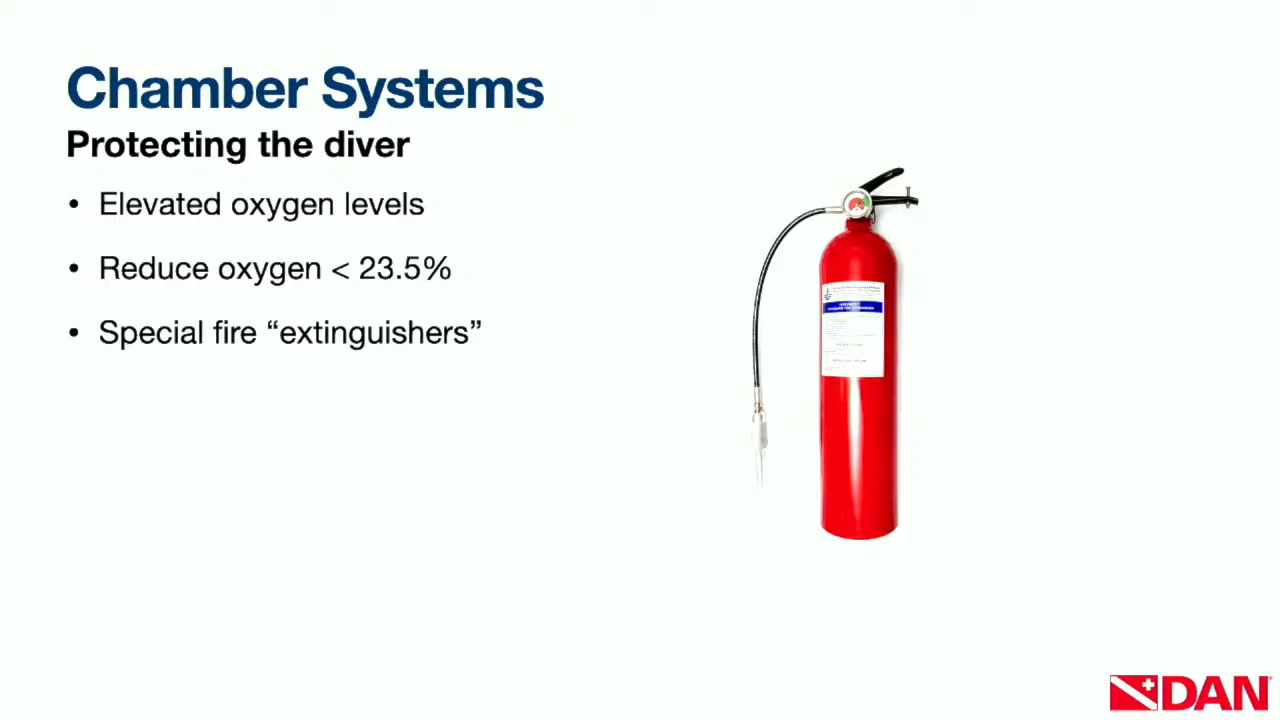 Chamber Systems
Protecting the diver
• Elevated oxygen levels
• Reduce oxygen < 23.5%
• Special fire “extinguishers”
DAN